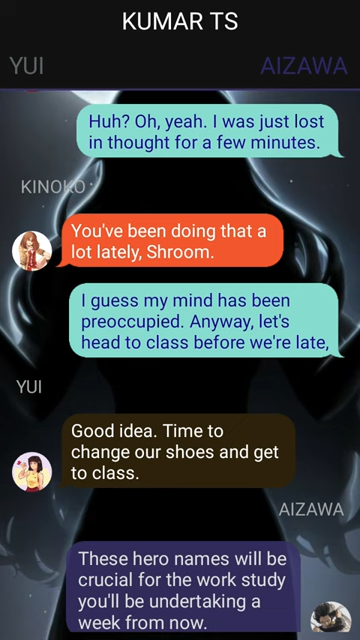 KUMAR TS
YUI
AIZAWA
Huh? Oh, yeah. I was just lost
in thought for a few minutes.
KINOKO
You've been doing that a
lot lately, Shroom.
I guess my mind has been
preoccupied. Anyway, let's
head to class before we're late,
YUI
Good idea. Time to
change our shoes and get
to class.
AIZAWA
These hero names will be
crucial for the work study
you'll be undertaking a
week from now.